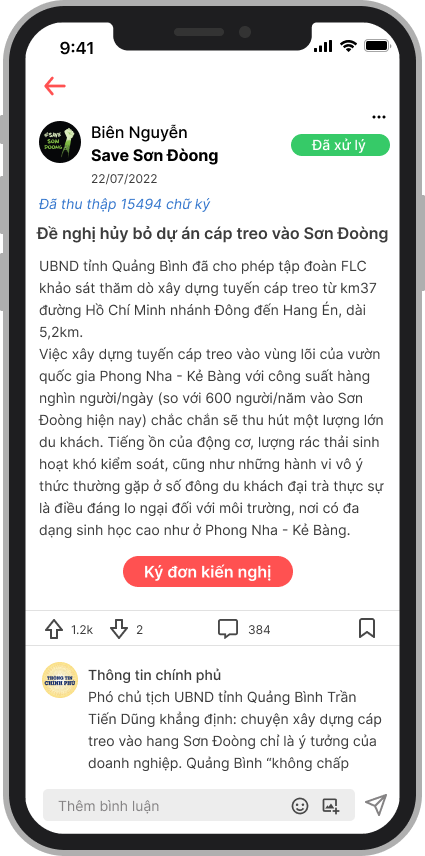 9:41
#SAVE
SON
DOONG
Biên Nguyễn
Save Sơn Đòong
22/07/2022
Đã xử lý
Đã thu thập 15494 chữ ký
Đề nghị hủy bỏ dự án cáp treo vào Sơn Đoòng
UBND tỉnh Quảng Bình đã cho phép tập đoàn FLC
khảo sát thăm dò xây dựng tuyến cáp treo từ km37
đường Hồ Chí Minh nhánh Đông đến Hang Én, dài
5,2km.
Việc xây dựng tuyến cáp treo vào vùng lõi của vườn
quốc gia Phong Nha - Kẻ Bàng với công suất hàng
nghìn người/ngày (so với 600 người/năm vào Sơn
Đoòng hiện nay) chắc chắn sẽ thu hút một lượng lớn
du khách. Tiếng ồn của động cơ, lượng rác thải sinh
hoạt khó kiểm soát, cũng như những hành vi vô ý
thức thường gặp ở số đông du khách đại trà thực sự
là điều đáng lo ngại đối với môi trường, nơi có đa
dạng sinh học cao như ở Phong Nha - Kẻ Bàng.
Ký đơn kiến nghị
1.2k 2 384
THÔNG TIN
CHÍNH PHỦ
Thông tin chính phủ
Phó chủ tịch UBND tỉnh Quảng Bình Trần
Tiến Dũng khẳng định: chuyện xây dựng cáp
treo vào hang Sơn Đoòng chỉ là ý tưởng của
doanh nghiệp. Quảng Bình “không chấp
Thêm bình luận